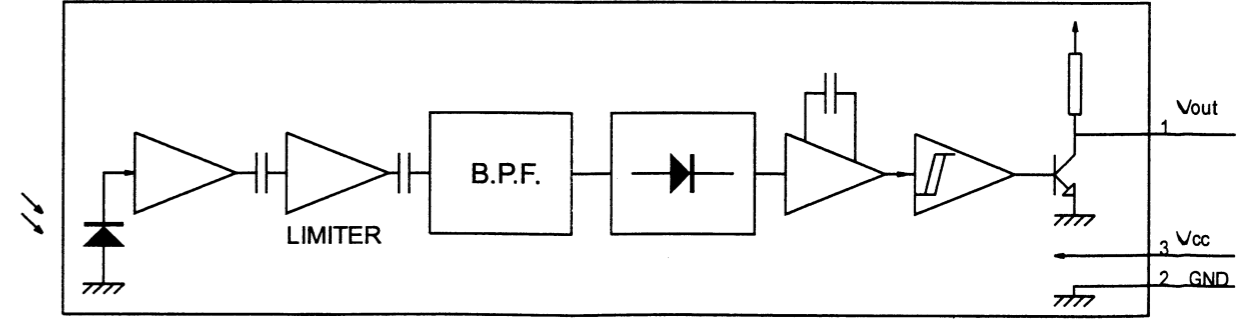 LIMITER
B.P.F.
1 Vout
3 Vcc
2 GND